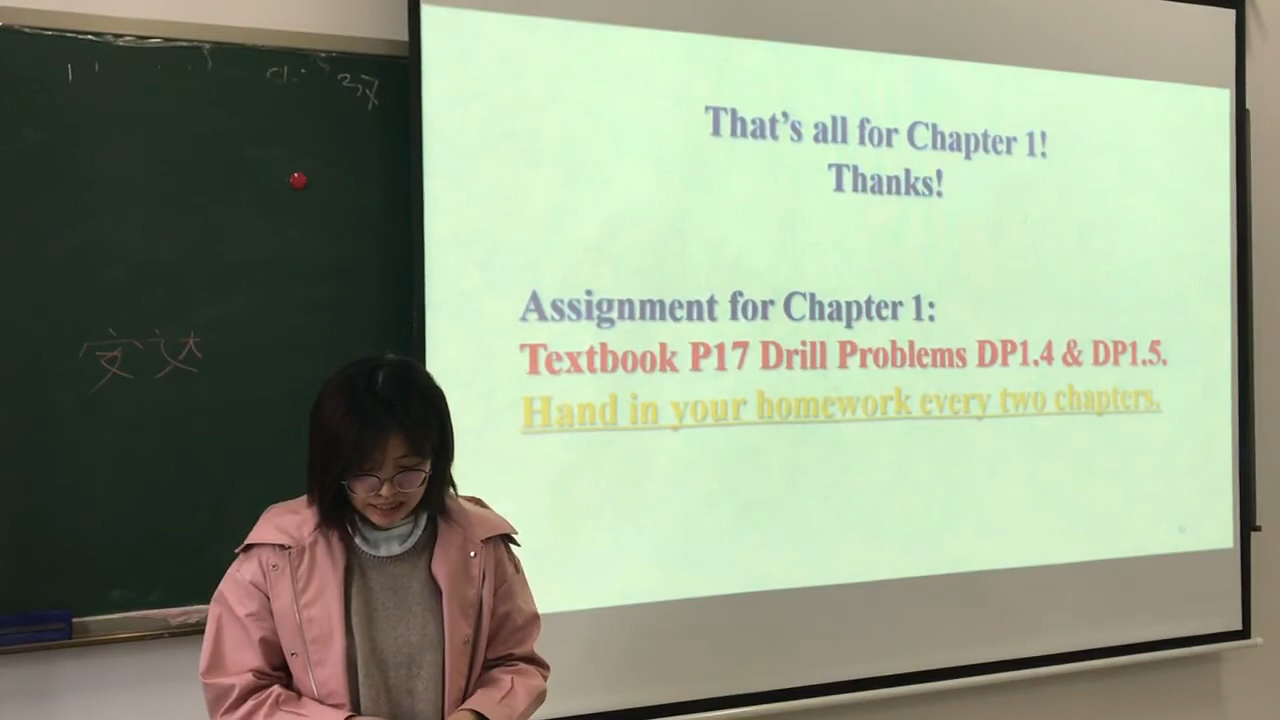 安达
That's all for Chapter 1!
Thanks!
Assignment for Chapter 1:
Textbook P17 Drill Problems DP1.4 & DP1.5.
Hand in your homework every two chapters.